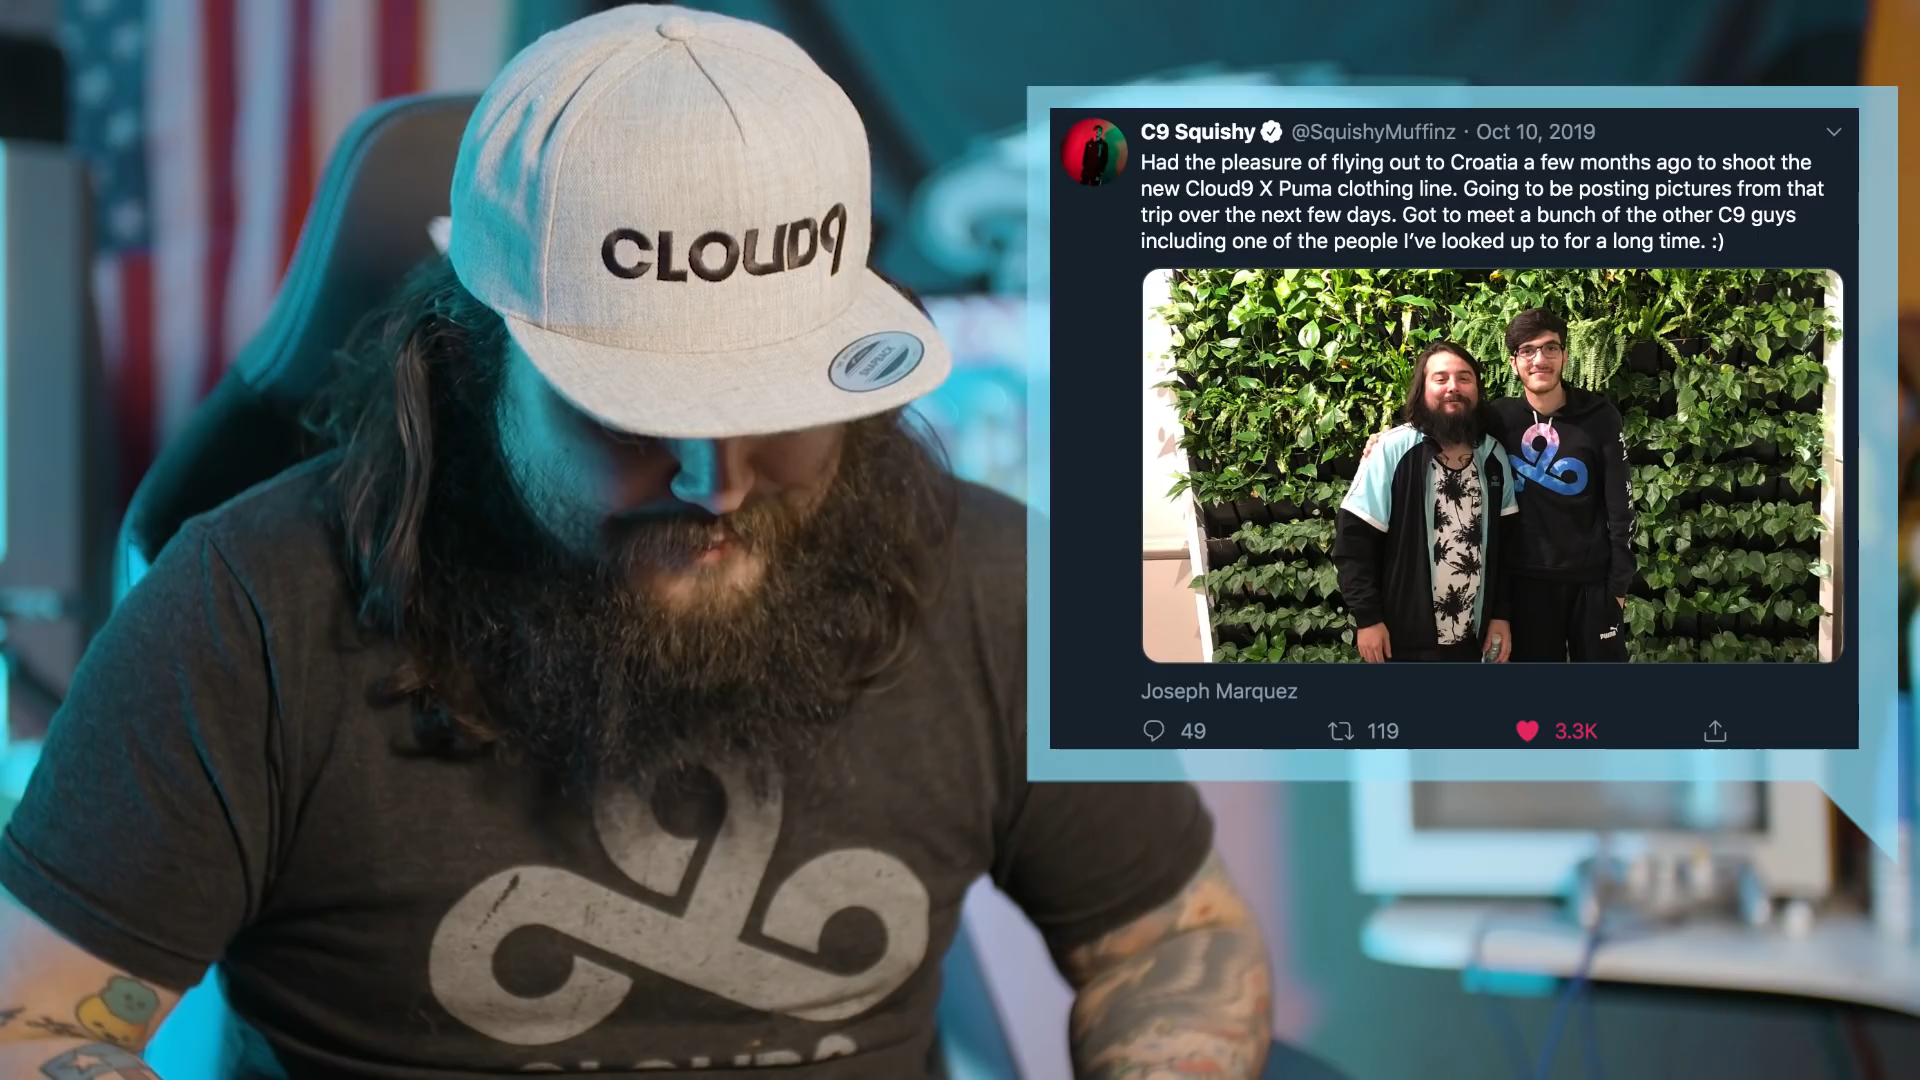 CLOUD9
SNAPBACK
C9 Squishy @SquishyMuffinz · Oct 10, 2019
Had the pleasure of flying out to Croatia a few months ago to shoot the
new Cloud9 X Puma clothing line. Going to be posting pictures from that
trip over the next few days. Got to meet a bunch of the other C9 guys
including one of the people I’ve looked up to for a long time. :)
PUMA
Joseph Marquez
49 119 3.3K